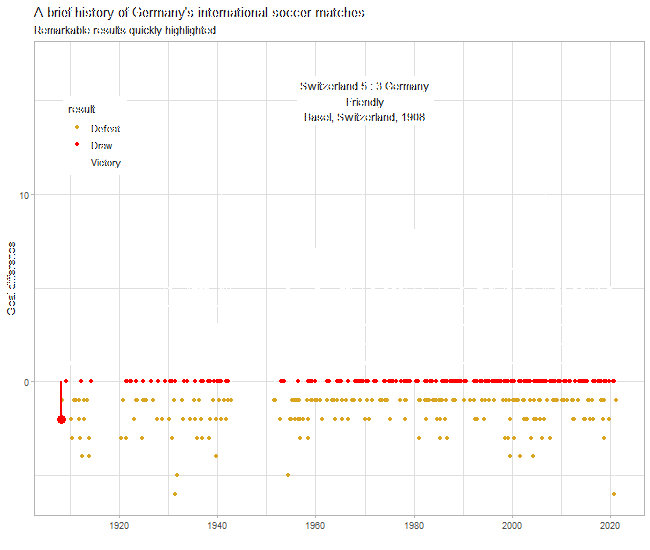 A brief history of Germany's international soccer matches
Remarkable results quickly highlighted
Switzerland 5 : 3 Germany
Friendly
Basel, Switzerland, 1908
result
Defeat
Draw
Victory
10
0
Goal difference
1920
1940
1960
1980
2000
2020